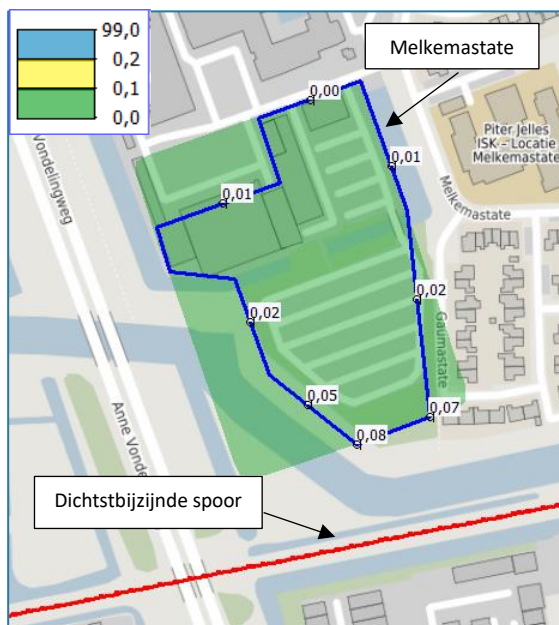 99,0
0,2
0,1
0,0
Melkemastate
0,00
Piter Jelles
ISK – Locatie
Melkemastate
0,01
Vondelingweg
Melkemastate
0,01
0,02
0,02
Gaumastate
0,05
0,07
0,08
Anne Vonde
Dichtstbijzijnde spoor